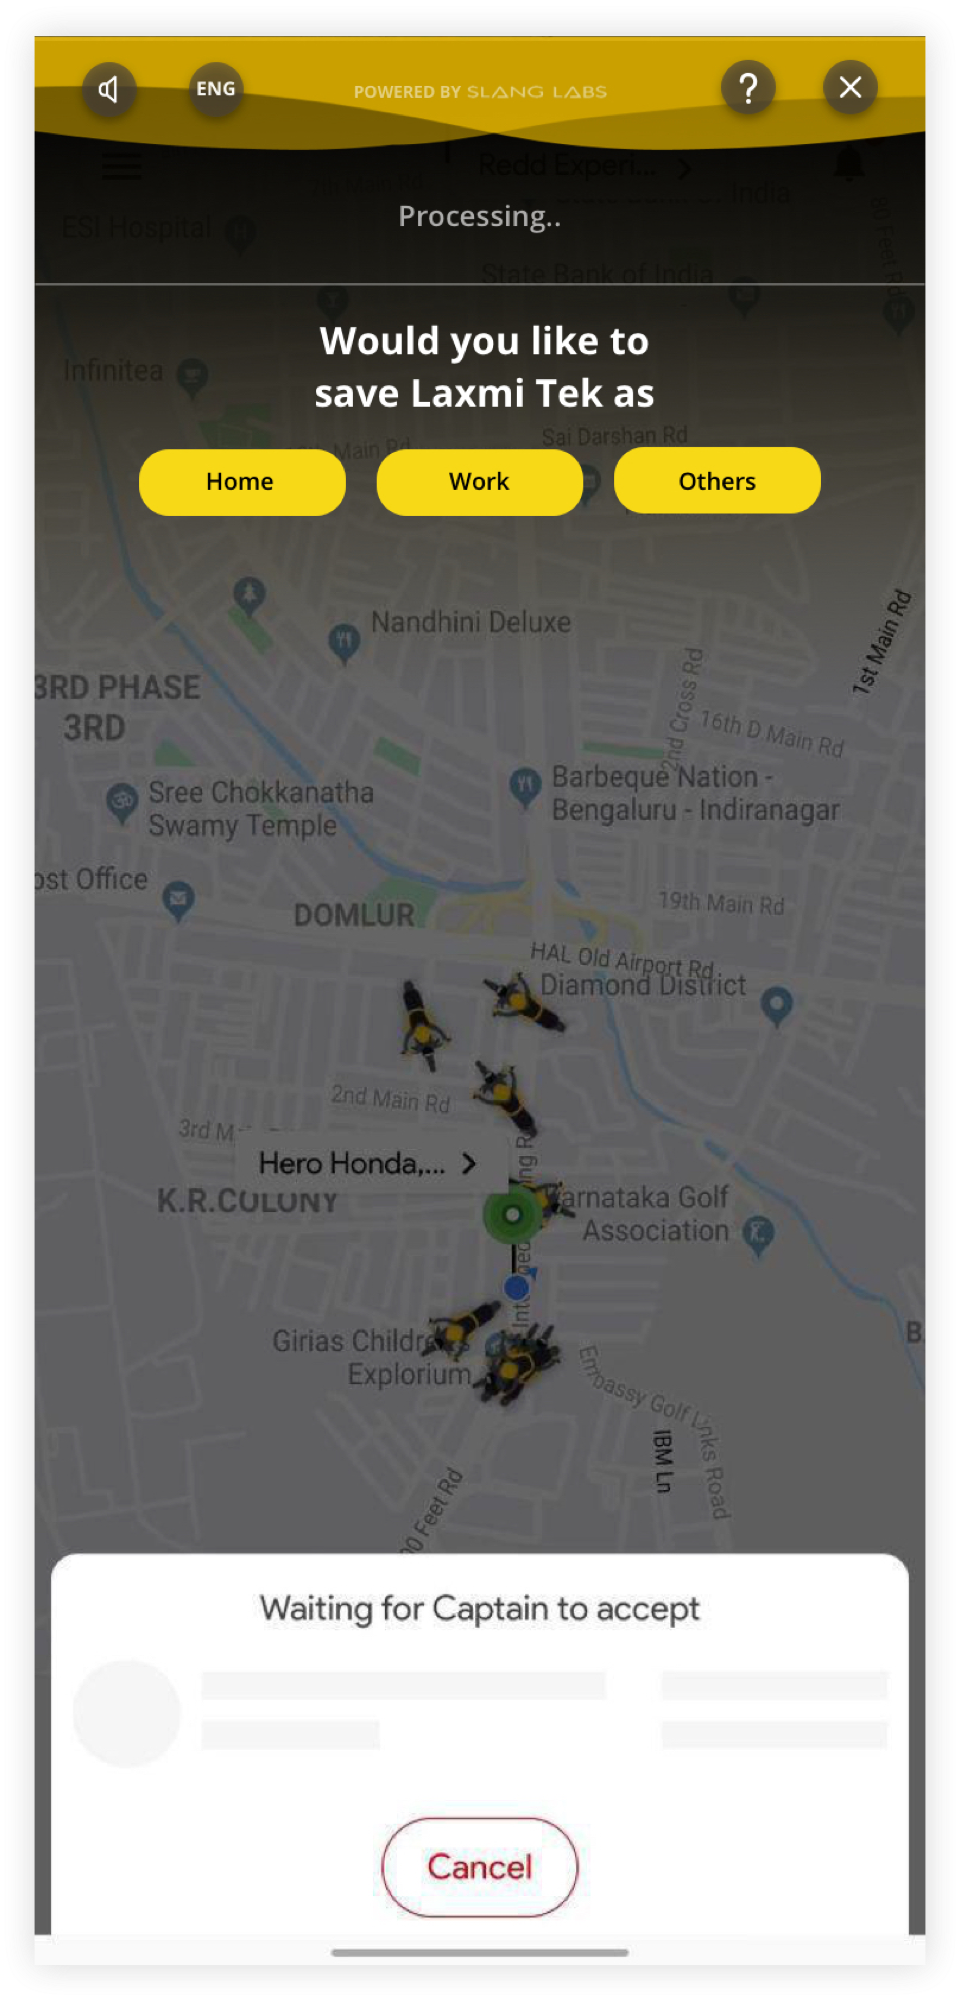 ENG
POWERED BY SLANG LABS
Redd Experi...
7th Main Rd
India
ESI Hospital
Processing..
80 Feet Rd
State Bank of India
Would you like to
save Laxmi Tek as
Infinitea
Sai Darshan Rd
Main Rd
Home
Work
Others
Nandhini Deluxe
1st Main Rd
3RD PHASE
3RD
2nd Cross Rd
16th D Main Rd
Sree Chokkanatha
Swamy Temple
Barbeque Nation -
Bengaluru - Indiranagar
ost Office
DOMLUR
19th Main Rd
HAL Old Airport Rd
Diamond District
2nd Main Rd
3rd M
Hero Honda,...
K.R.COLONY
arnataka Golf
Association
Girias Childre
Explorium
B.
Embassy Golf Links Road
IBM Ln
00 Feet Rd
Waiting for Captain to accept
Cancel